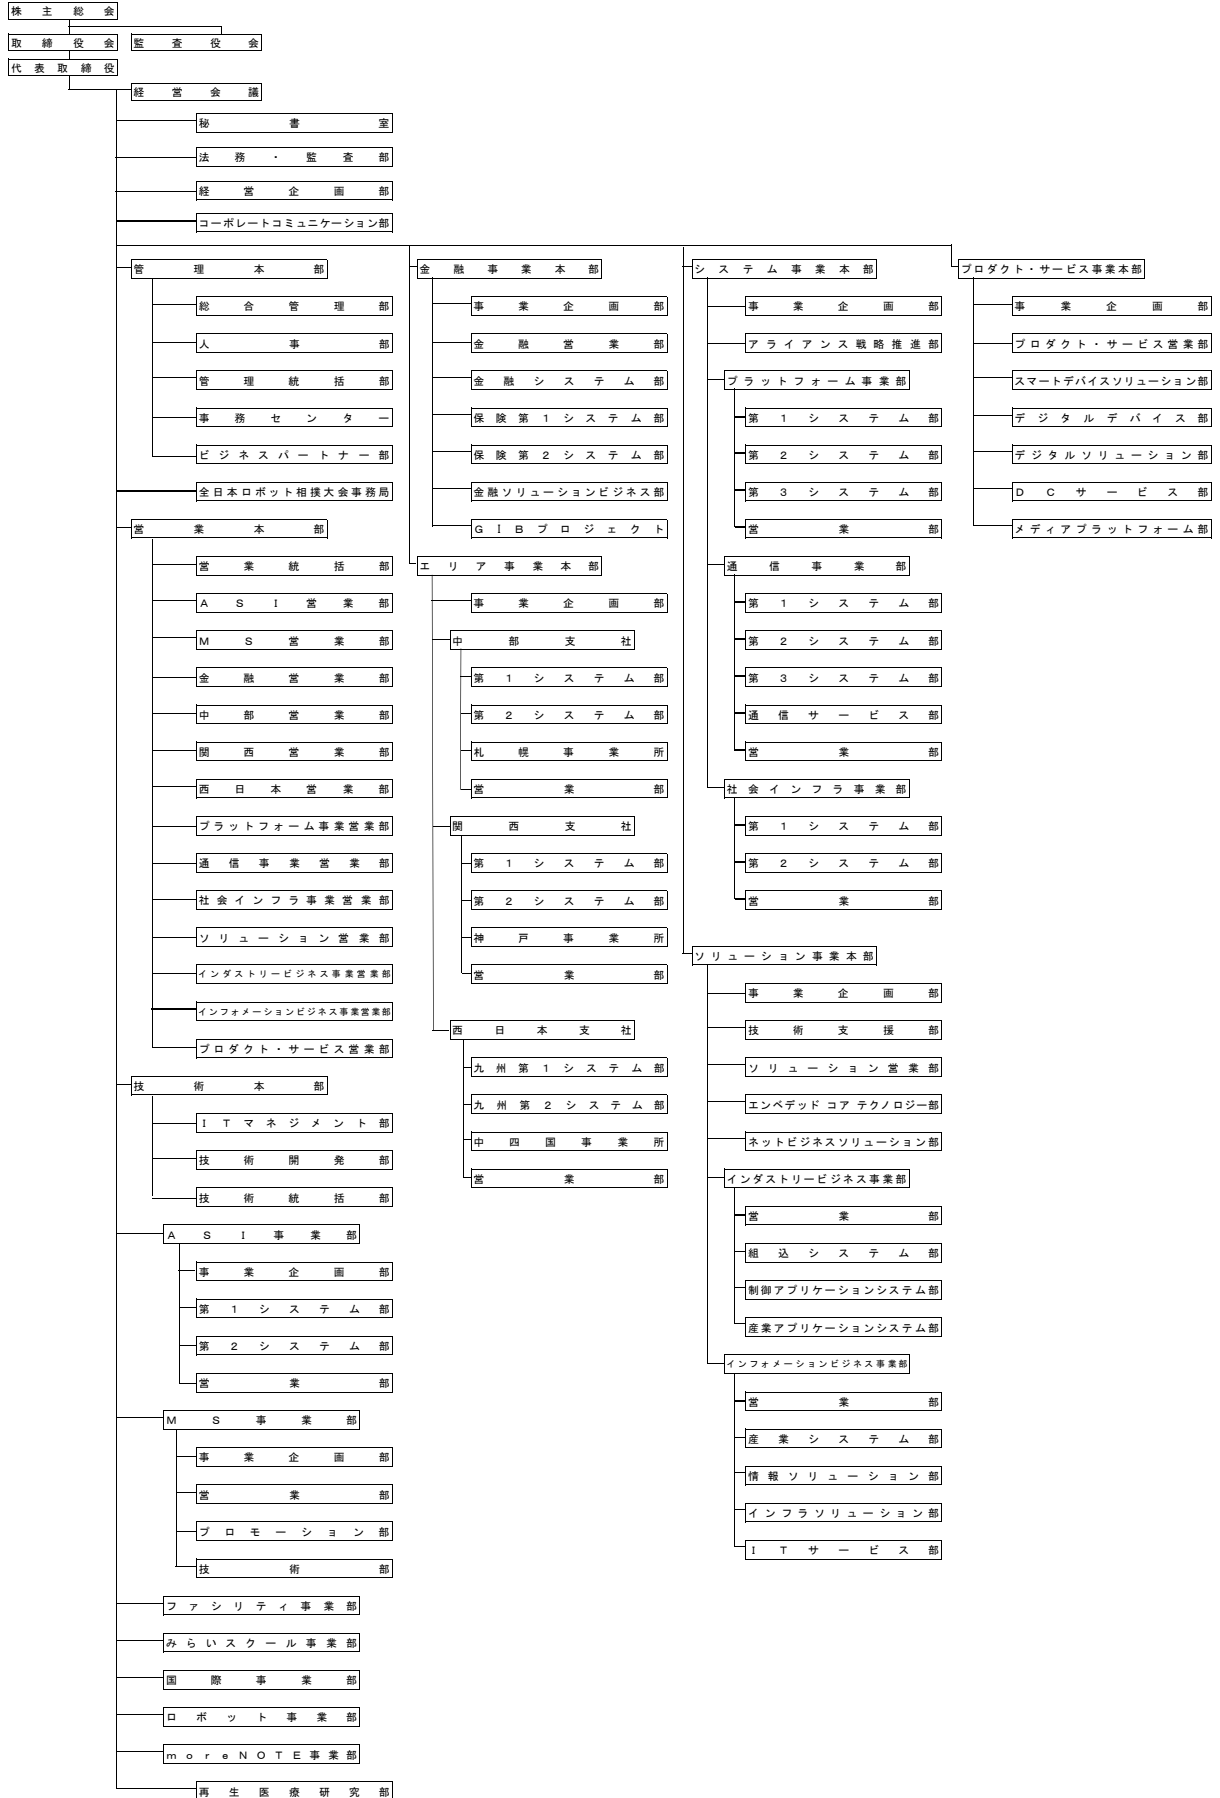 株主総会
取締役会
監査役会
代表取締役
経営会議
秘書室
法務・監査部
経営企画部
コーポレートコミュニケーション部
管理本部
総合管理部
人事部
管理統括部
事務センター
ビジネスパートナー部
全日本ロボット相撲大会事務局
営業本部
営業統括部
ASI営業部
MS営業部
金融営業部
中部営業部
関西営業部
西日本営業部
プラットフォーム事業営業部
通信事業営業部
社会インフラ事業営業部
ソリューション営業部
インダストリービジネス事業営業部
インフォメーションビジネス事業営業部
プロダクト・サービス営業部
技術本部
ITマネジメント部
技術開発部
技術統括部
ASI事業部
事業企画部
第1システム部
第2システム部
営業部
MS事業部
事業企画部
営業部
プロモーション部
技術部
ファシリティ事業部
みらいスクール事業部
国際事業部
ロボット事業部
moreNOTE事業部
再生医療研究部
金融事業本部
事業企画部
金融営業部
金融システム部
保険第1システム部
保険第2システム部
金融ソリューションビジネス部
GIBプロジェクト
エリア事業本部
事業企画部
中部支社
第1システム部
第2システム部
札幌事業所
営業部
関西支社
第1システム部
第2システム部
神戸事業所
営業部
西日本支社
九州第1システム部
九州第2システム部
中四国事業所
営業部
システム事業本部
事業企画部
アライアンス戦略推進部
プラットフォーム事業部
第1システム部
第2システム部
第3システム部
営業部
通信事業部
第1システム部
第2システム部
第3システム部
通信サービス部
営業部
社会インフラ事業部
第1システム部
第2システム部
営業部
ソリューション事業本部
事業企画部
技術支援部
ソリューション営業部
エンベデッド コア テクノロジー部
ネットビジネスソリューション部
インダストリービジネス事業部
営業部
組込システム部
制御アプリケーションシステム部
産業アプリケーションシステム部
インフォメーションビジネス事業部
営業部
産業システム部
情報ソリューション部
インフラソリューション部
ITサービス部
プロダクト・サービス事業本部
事業企画部
プロダクト・サービス営業部
スマートデバイスソリューション部
デジタルデバイス部
デジタルソリューション部
DCサービス部
メディアプラットフォーム部